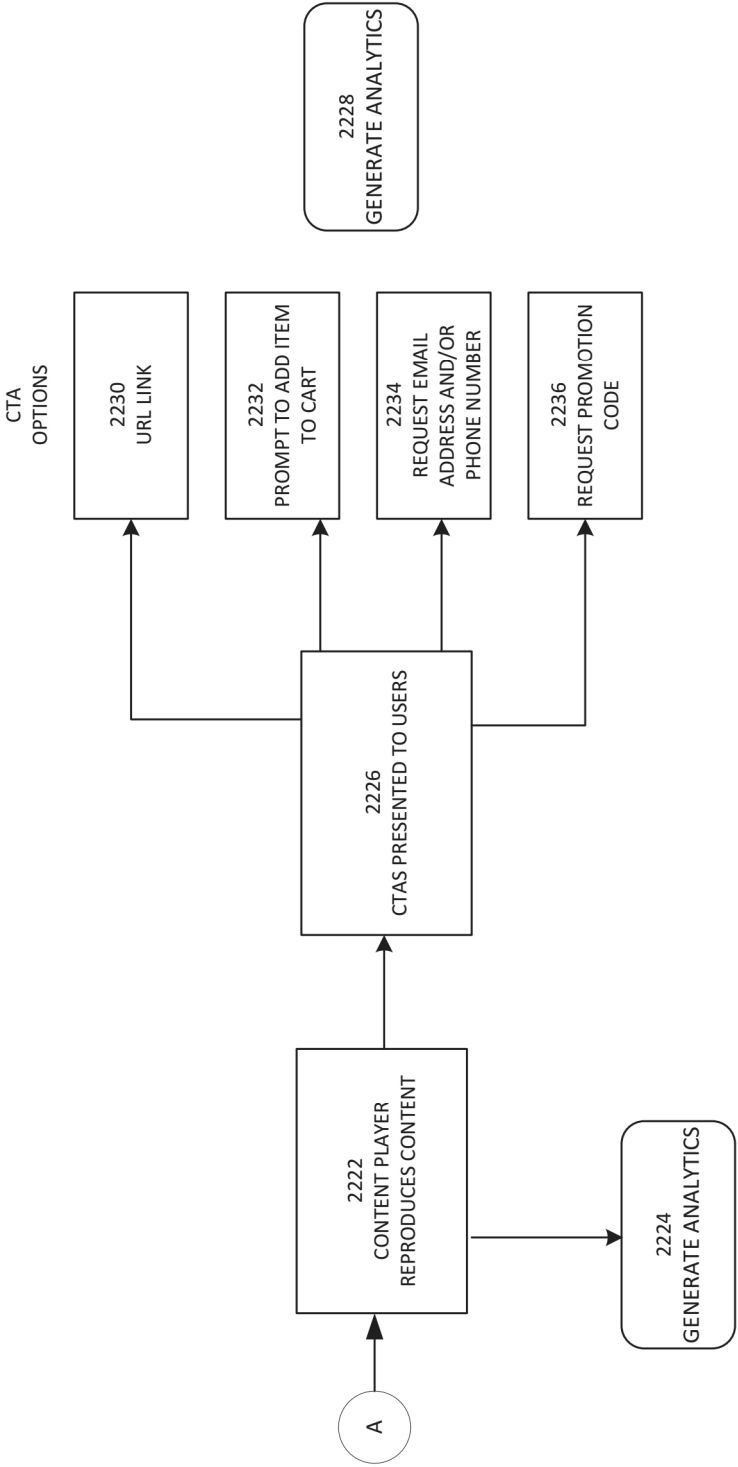 A
2222
CONTENT PLAYER
REPRODUCES CONTENT
2224
GENERATE ANALYTICS
2226
CTAS PRESENTED TO USERS
CTA
OPTIONS
2230
URL LINK
2232
PROMPT TO ADD ITEM
TO CART
2234
REQUEST EMAIL
ADDRESS AND/OR
PHONE NUMBER
2236
REQUEST PROMOTION
CODE
2228
GENERATE ANALYTICS